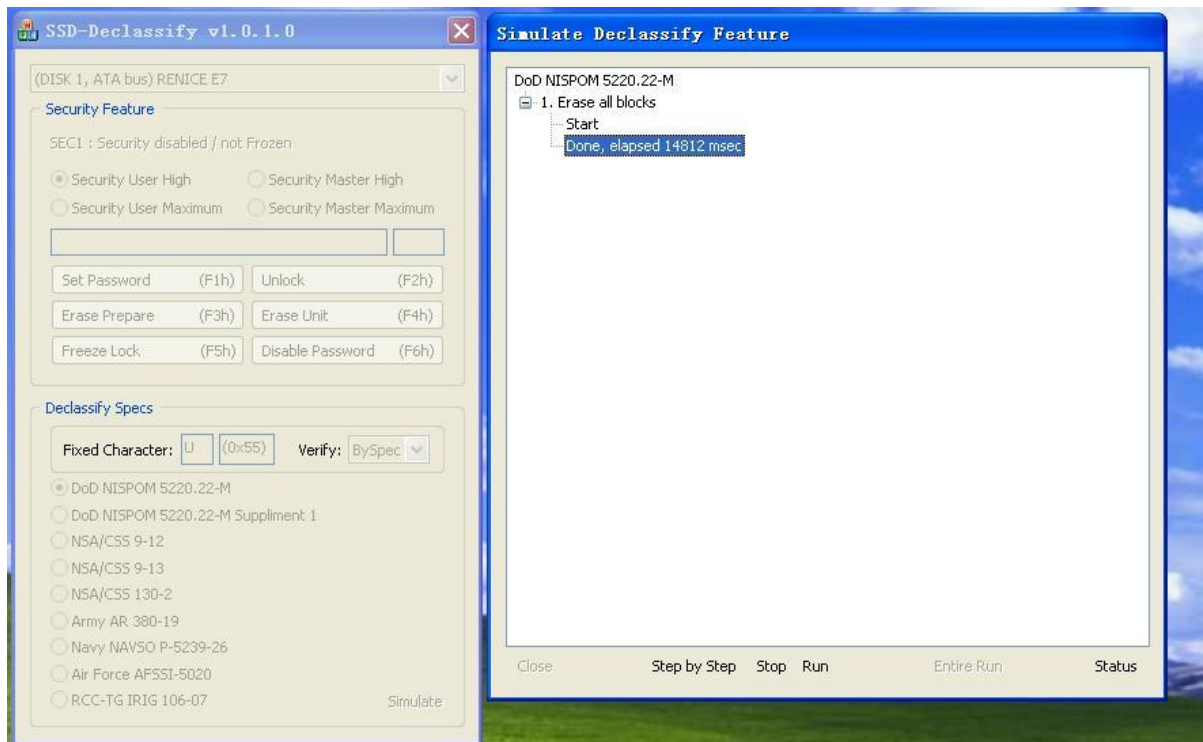 SSD-Declassify v1.0.1.0
(DISK 1, ATA bus) RENICE E7
Security Feature
SEC1 : Security disabled / not Frozen
Security User High Security Master High
Security User Maximum Security Master Maximum
Set Password (F1h) Unlock (F2h)
Erase Prepare (F3h) Erase Unit (F4h)
Freeze Lock (F5h) Disable Password (F6h)
Declassify Specs
Fixed Character: U (0x55) Verify: BySpec
DoD NISPOM 5220.22-M
DoD NISPOM 5220.22-M Suppliment 1
NSA/CSS 9-12
NSA/CSS 9-13
NSA/CSS 130-2
Army AR 380-19
Navy NAVSO P-5239-26
Air Force AFSSI-5020
RCC-TG IRIG 106-07 Simulate
Simulate Declassify Feature
DoD NISPOM 5220.22-M
1. Erase all blocks
Start
Done, elapsed 14812 msec
Close Step by Step Stop Run Entire Run Status